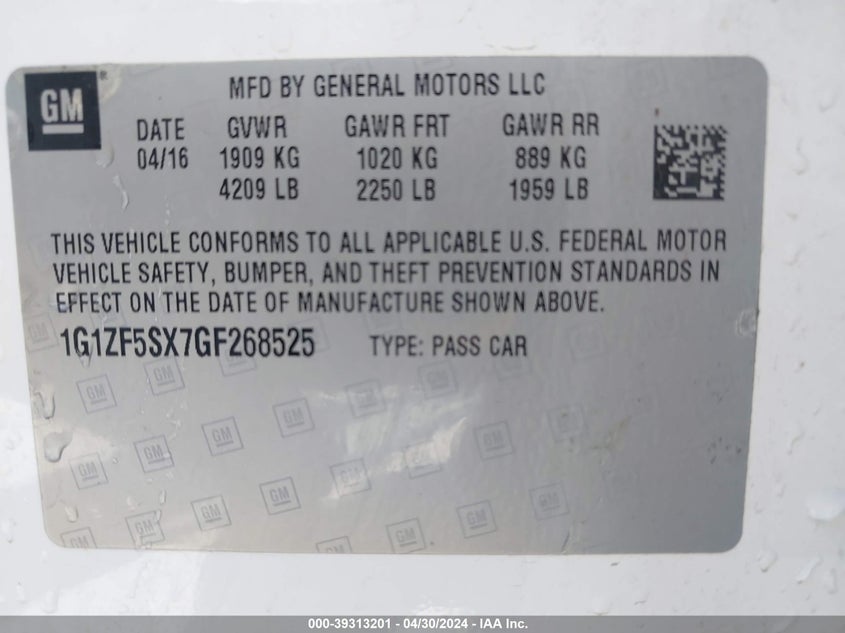 GM ®
MFD BY GENERAL MOTORS LLC
DATE GVWR GAWR FRT GAWR RR
04/16 1909 KG 1020 KG 889 KG
4209 LB 2250 LB 1959 LB
THIS VEHICLE CONFORMS TO ALL APPLICABLE U.S. FEDERAL MOTOR
VEHICLE SAFETY, BUMPER, AND THEFT PREVENTION STANDARDS IN
EFFECT ON THE DATE OF MANUFACTURE SHOWN ABOVE.
1G1ZF5SX7GF268525 TYPE: PASS CAR
000-39313201 - 04/30/2024 - IAA Inc.